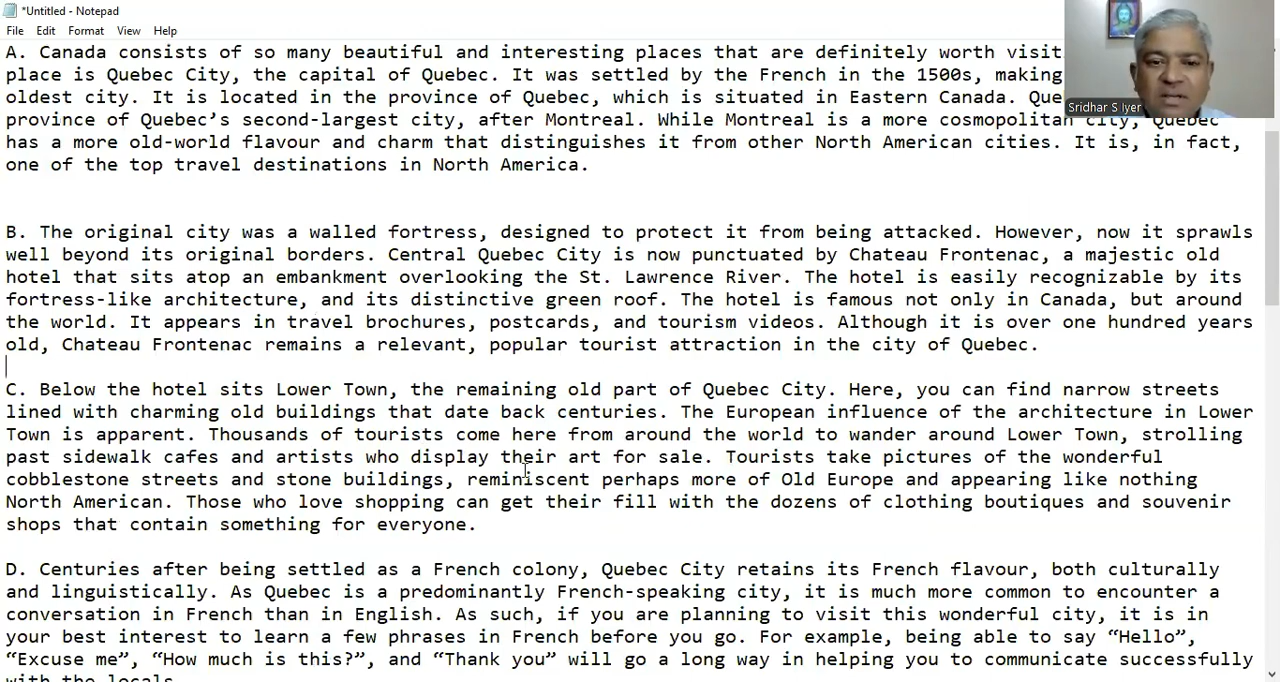 *Untitled - Notepad
File Edit Format View Help
A. Canada consists of so many beautiful and interesting places that are definitely worth
place is Quebec City, the capital of Quebec. It was settled by the French in the 1500s, making
oldest city. It is located in the province of Quebec, which is situated in Eastern Canada.
Sridhar S Iyer
province of Quebec’s second-largest city, after Montreal. While Montreal is a more cosmopolitan city, Quebec
has a more old-world flavour and charm that distinguishes it from other North American cities. It is, in fact,
one of the top travel destinations in North America.
B. The original city was a walled fortress, designed to protect it from being attacked. However, now it sprawls
well beyond its original borders. Central Quebec City is now punctuated by Chateau Frontenac, a majestic old
hotel that sits atop an embankment overlooking the St. Lawrence River. The hotel is easily recognizable by its
fortress-like architecture, and its distinctive green roof. The hotel is famous not only in Canada, but around
the world. It appears in travel brochures, postcards, and tourism videos. Although it is over one hundred years
old, Chateau Frontenac remains a relevant, popular tourist attraction in the city of Quebec.
C. Below the hotel sits Lower Town, the remaining old part of Quebec City. Here, you can find narrow streets
lined with charming old buildings that date back centuries. The European influence of the architecture in Lower
Town is apparent. Thousands of tourists come here from around the world to wander around Lower Town, strolling
past sidewalk cafes and artists who display their art for sale. Tourists take pictures of the wonderful
cobblestone streets and stone buildings, reminiscent perhaps more of Old Europe and appearing like nothing
North American. Those who love shopping can get their fill with the dozens of clothing boutiques and souvenir
shops that contain something for everyone.
D. Centuries after being settled as a French colony, Quebec City retains its French flavour, both culturally
and linguistically. As Quebec is a predominantly French-speaking city, it is much more common to encounter a
conversation in French than in English. As such, if you are planning to visit this wonderful city, it is in
your best interest to learn a few phrases in French before you go. For example, being able to say “Hello”,
“Excuse me”, “How much is this?”, and “Thank you” will go a long way in helping you to communicate successfully
with the locals.